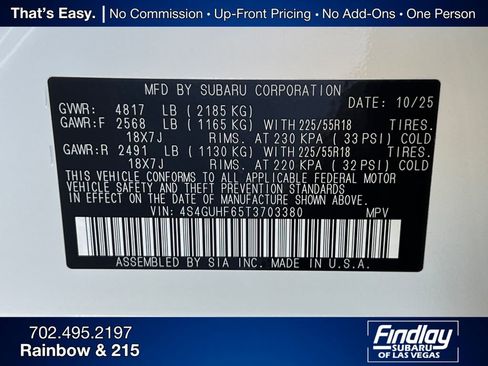 That's Easy. | No Commission • Up-Front Pricing • No Add-Ons • One Person
MFD BY SUBARU CORPORATION
GVWR: 4817 LB ( 2185 KG) DATE: 10/25
GAWR:F 2568 LB ( 1165 KG) WITH 225/55R18 TIRES.
18X7J RIMS. AT 230 KPA ( 33 PSI) COLD
GAWR:R 2491 LB ( 1130 KG) WITH 225/55R18 TIRES.
18X7J RIMS. AT 220 KPA ( 32 PSI) COLD
THIS VEHICLE CONFORMS TO ALL APPLICABLE FEDERAL MOTOR
VEHICLE SAFETY AND THEFT PREVENTION STANDARDS
IN EFFECT ON THE DATE OF MANUFACTURE SHOWN ABOVE.
VIN: 4S4GUHF65T3703380 MPV
ASSEMBLED BY SIA INC. MADE IN U.S.A.
702.495.2197
Rainbow & 215
Findlay
SUBARU
OF LAS VEGAS